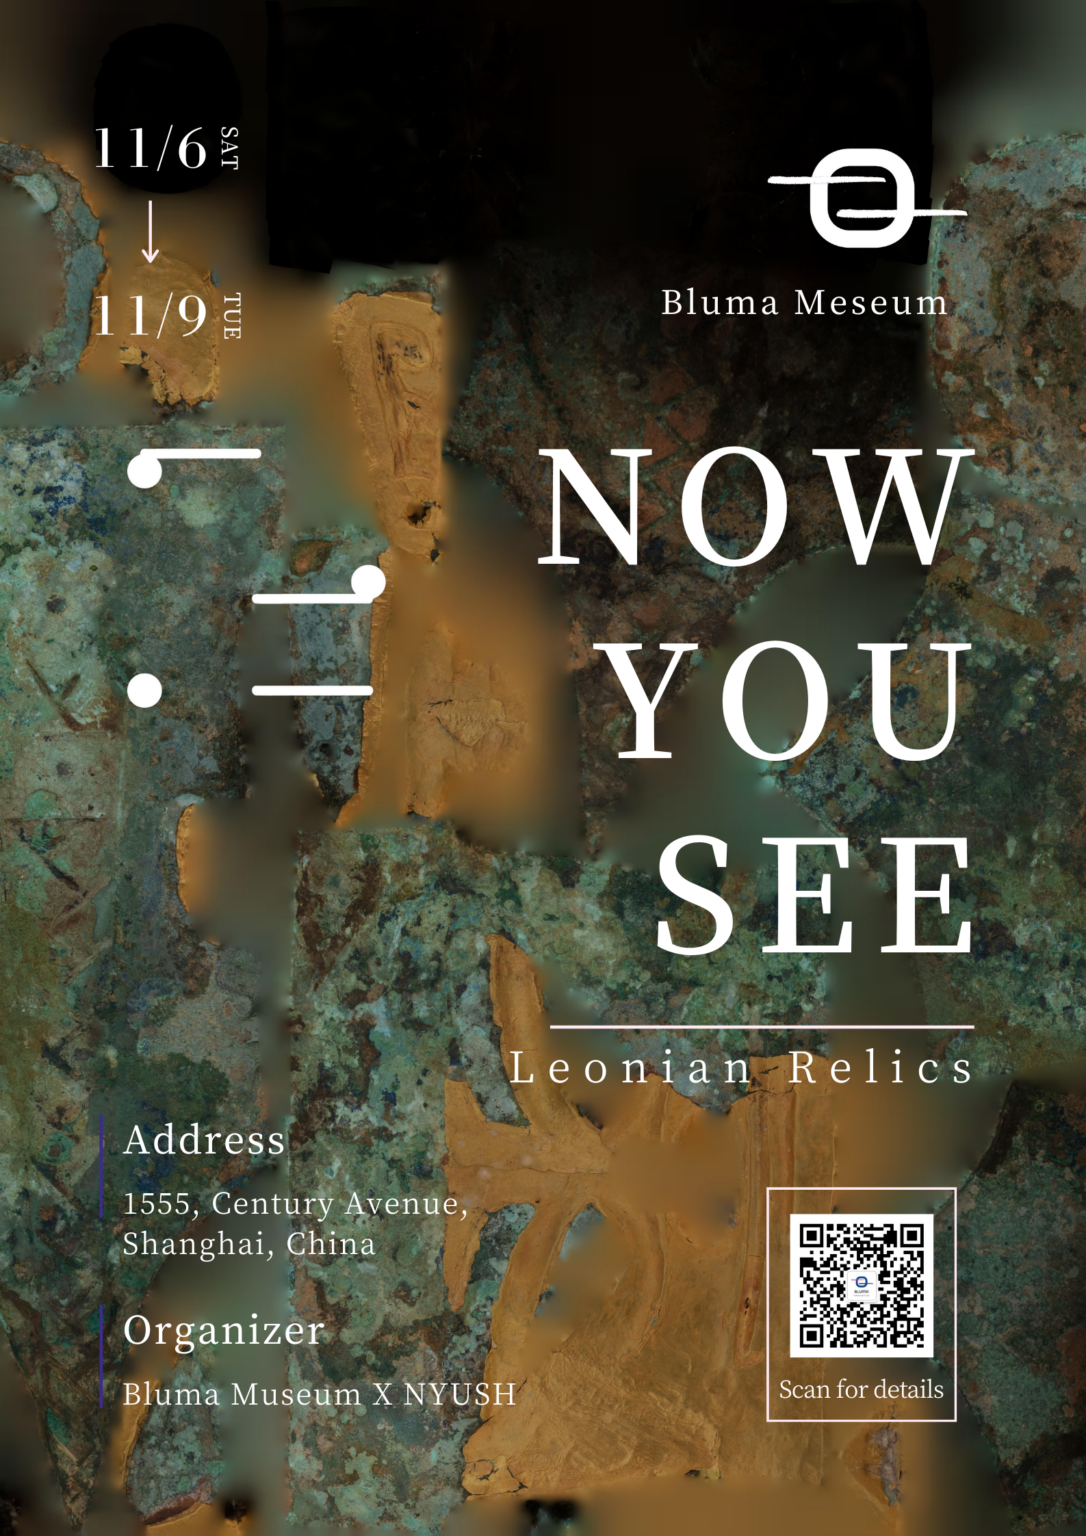 11/6 SAT
11/9 TUE
Bluma Meseum
NOW
YOU
SEE
Leonian Relics
Address
1555, Century Avenue,
Shanghai, China
Organizer
Bluma Museum X NYUSH
Scan for details